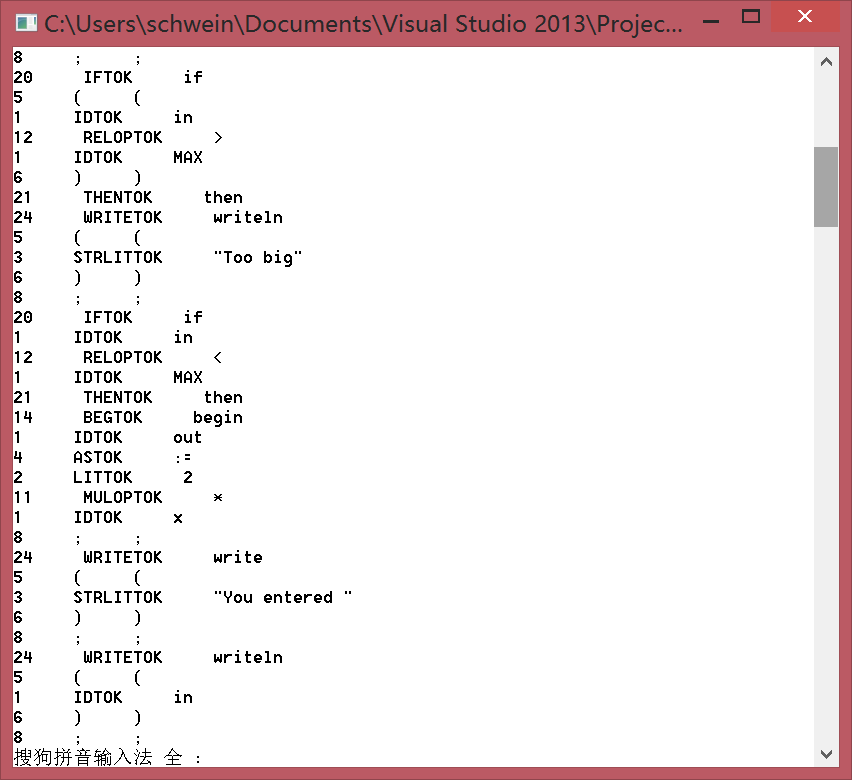 C:\Users\schwein\Documents\Visual Studio 2013\Projec...
8 ; ;
20 IFTOK if
5 ( (
1 IDTOK in
12 RELOPTOK >
1 IDTOK MAX
6 ) )
21 THENTOK then
24 WRITETOK writeln
5 ( (
3 STRLITTOK "Too big"
6 ) )
8 ; ;
20 IFTOK if
1 IDTOK in
12 RELOPTOK <
1 IDTOK MAX
21 THENTOK then
14 BEGTOK begin
1 IDTOK out
4 ASTOK :=
2 LITTOK 2
11 MULOPTOK *
1 IDTOK x
8 ; ;
24 WRITETOK write
5 ( (
3 STRLITTOK "You entered "
6 ) )
8 ; ;
24 WRITETOK writeln
5 ( (
1 IDTOK in
6 ) )
8 ; ;
搜狗拼音输入法 全 :